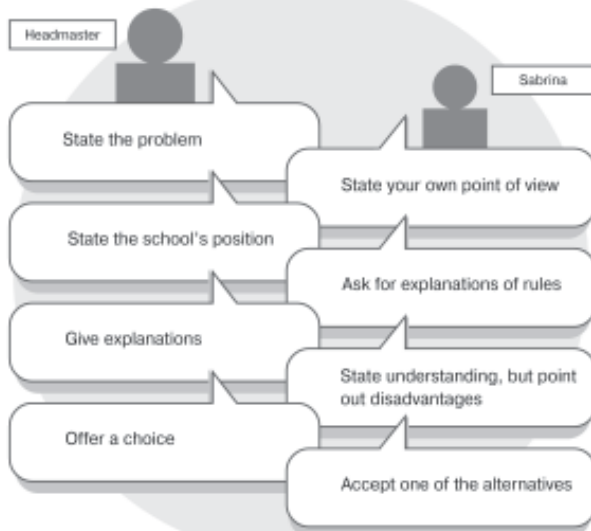 Headmaster
Sabrina
State the problem
State your own point of view
State the school's position
Ask for explanations of rules
Give explanations
State understanding, but point
out disadvantages
Offer a choice
Accept one of the alternatives